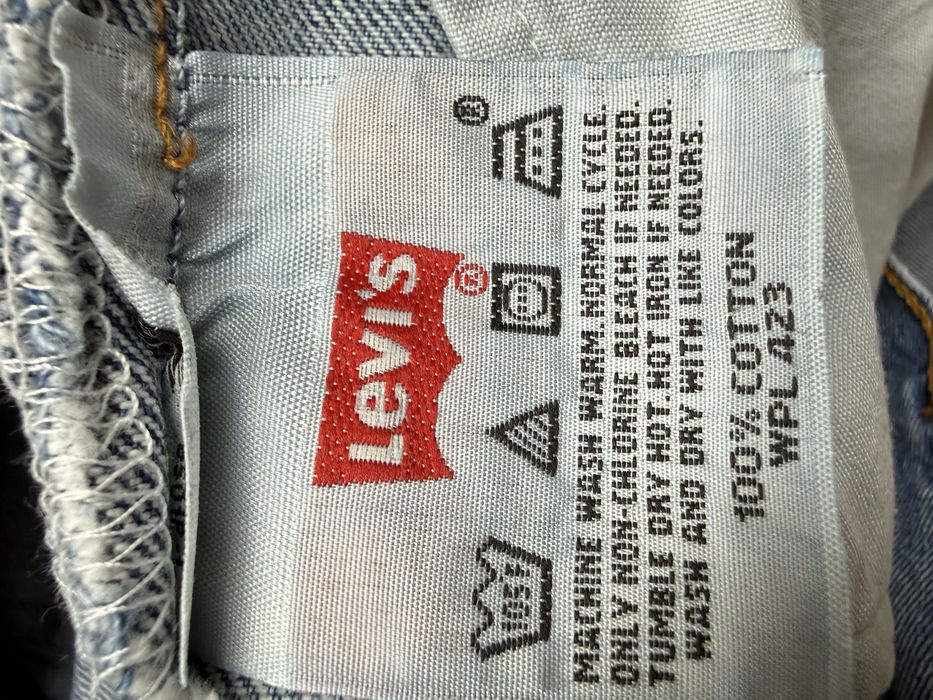 Levi's®
105F
®
MACHINE WASH WARM.NORMAL CYCLE.
ONLY NON-CHLORINE BLEACH IF NEEDED.
TUMBLE DRY HOT.HOT IRON IF NEEDED.
WASH AND DRY WITH LIKE COLORS.
100% COTTON
WPL 423